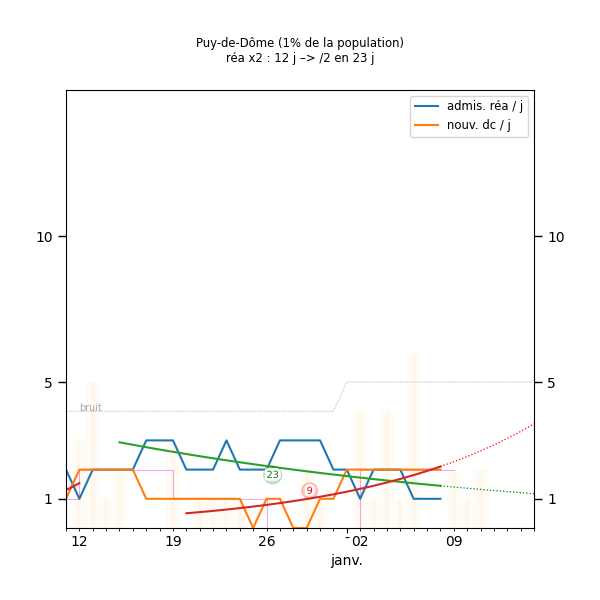 Puy-de-Dôme (1% de la population)
réa x2 : 12 j –> /2 en 23 j
admis. réa / j
nouv. dc / j
10
10
5
5
bruit
23
9
1
1
12
19
26
02
09
janv.